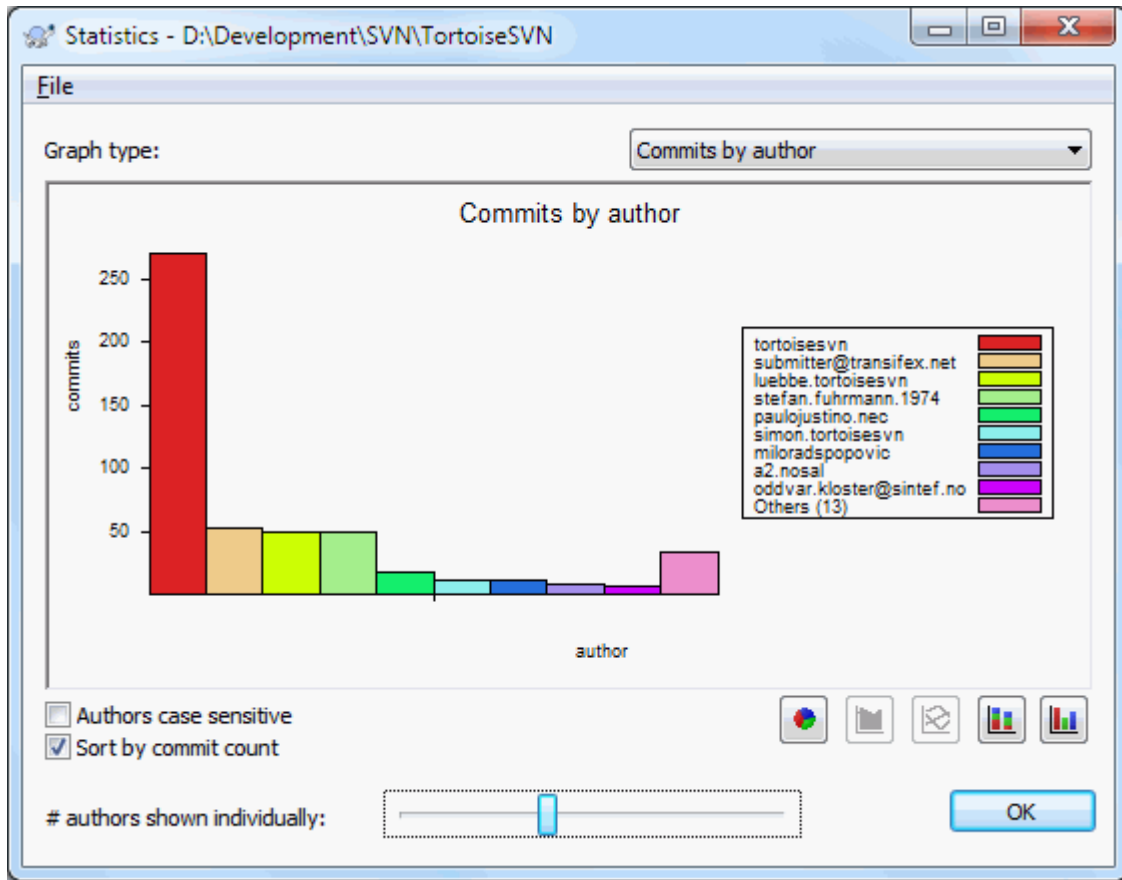 Statistics - D:\Development\SVN\TortoiseSVN
File
Graph type:
Commits by author
Commits by author
250
200
150
100
50
commits
author
tortoisesvn
submitter@transifex.net
luebbe.tortoisesvn
stefan.fuhrmann.1974
paulojustino.nec
simon.tortoisesvn
miloradspopovic
a2.nosal
oddvar.kloster@sintef.no
Others (13)
Authors case sensitive
Sort by commit count
# authors shown individually:
OK